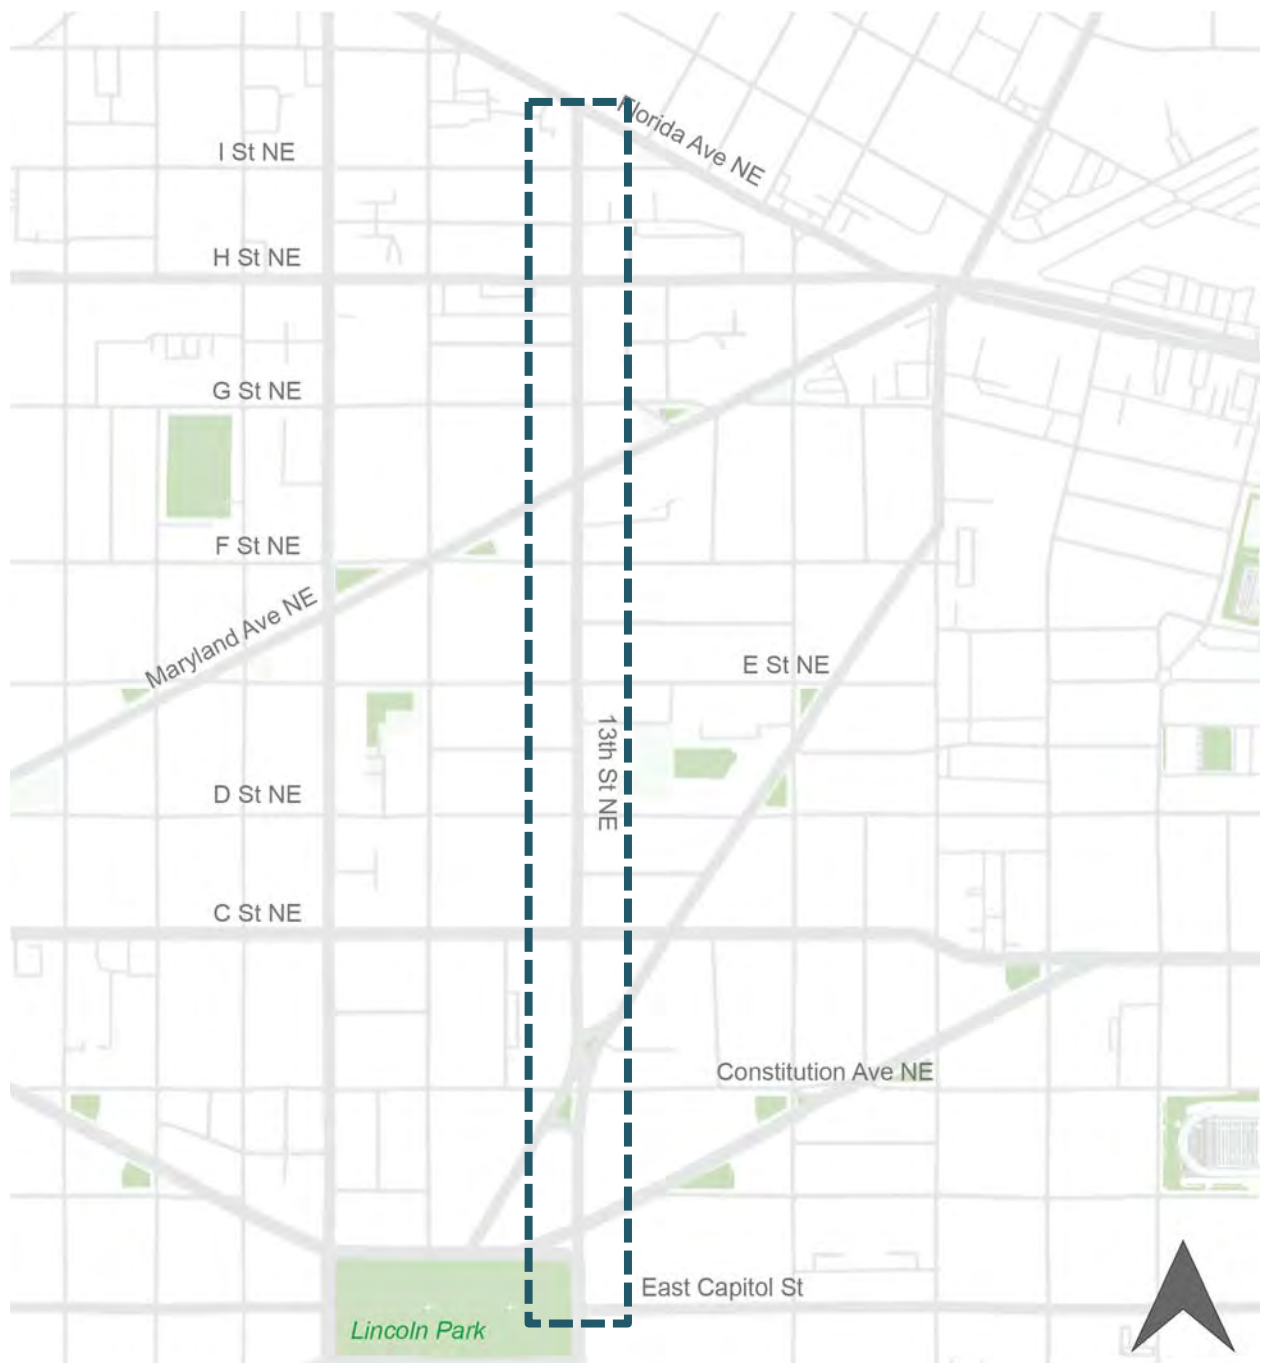 Florida Ave NE
I St NE
H St NE
G St NE
F St NE
Maryland Ave NE
E St NE
13th St NE
D St NE
C St NE
Constitution Ave NE
East Capitol St
Lincoln Park